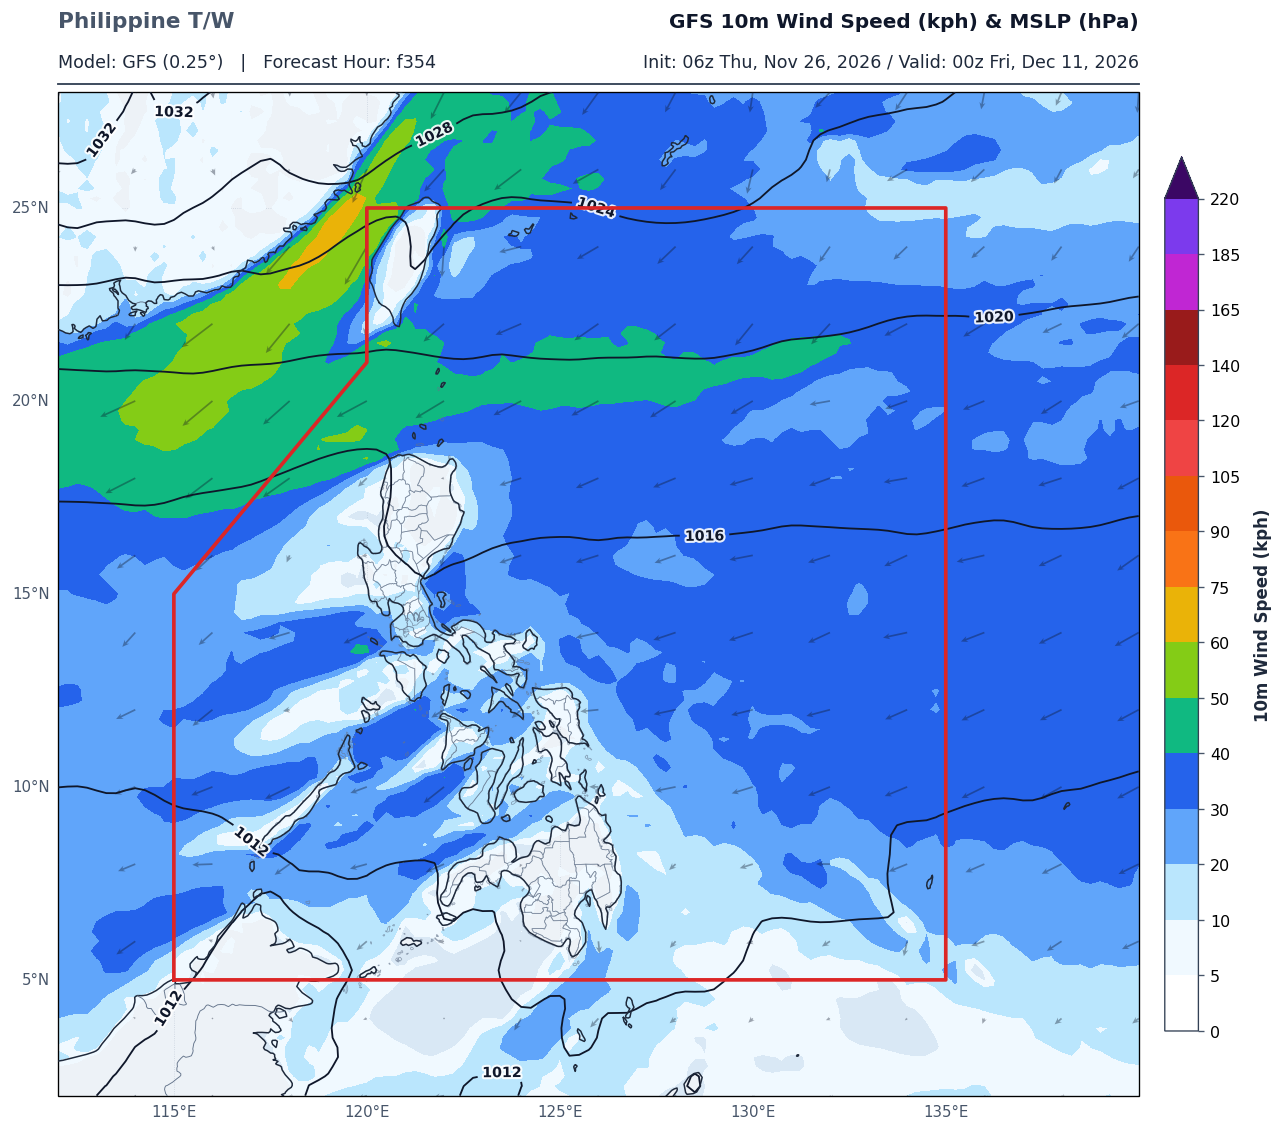 Philippine T/W
GFS 10m Wind Speed (kph) & MSLP (hPa)
Model: GFS (0.25°)   |   Forecast Hour: f354
Init: 06z Thu, Nov 26, 2026 / Valid: 00z Fri, Dec 11, 2026
1032
1032
1028
1024
1020
1016
1012
1012
1012
25°N
20°N
15°N
10°N
5°N
115°E
120°E
125°E
130°E
135°E
220
185
165
140
120
105
90
75
60
50
40
30
20
10
5
0
10m Wind Speed (kph)